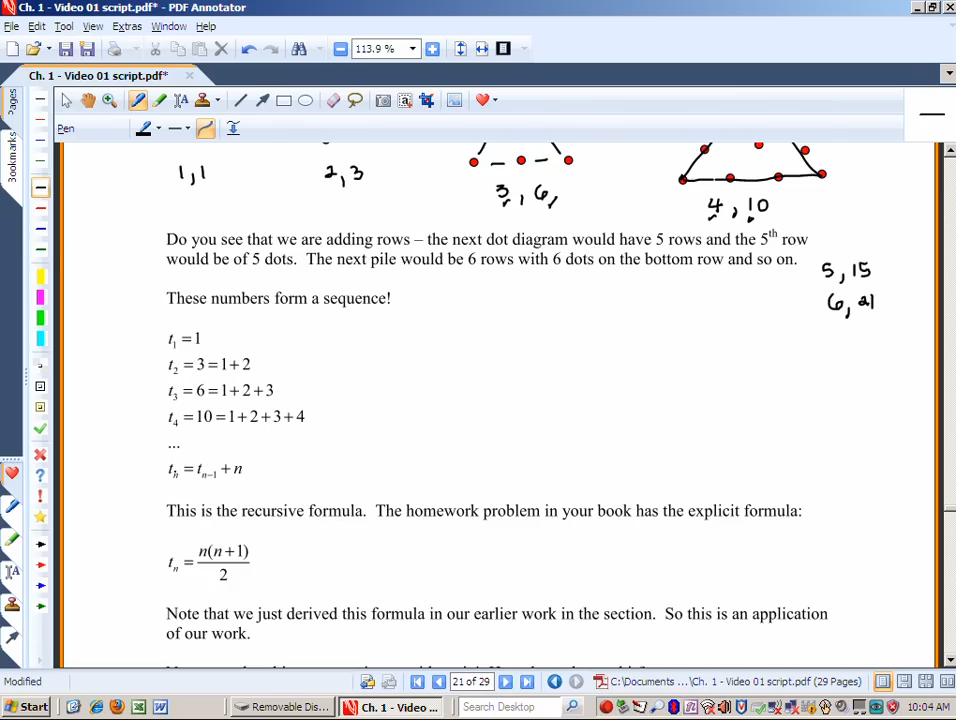 Ch. 1 - Video 01 script.pdf* - PDF Annotator
File Edit Tool View Extras Window Help
113.9 %
Ch. 1 - Video 01 script.pdf*
Pen
Pages
Bookmarks
1,1 2,3 3, 6, 4, 10
Do you see that we are adding rows – the next dot diagram would have 5 rows and the 5th row
would be of 5 dots. The next pile would be 6 rows with 6 dots on the bottom row and so on.
5, 15
6, 21
These numbers form a sequence!
t1 = 1
t2 = 3 = 1 + 2
t3 = 6 = 1 + 2 + 3
t4 = 10 = 1 + 2 + 3 + 4
...
tn = tn−1 + n
This is the recursive formula. The homework problem in your book has the explicit formula:
tn = n(n + 1)
2
Note that we just derived this formula in our earlier work in the section. So this is an application
of our work.
Modified 21 of 29 C:\Documents ...\Ch. 1 - Video 01 script.pdf (29 Pages)
Start Removable Dis... Ch. 1 - Video ... Search Desktop 10:04 AM